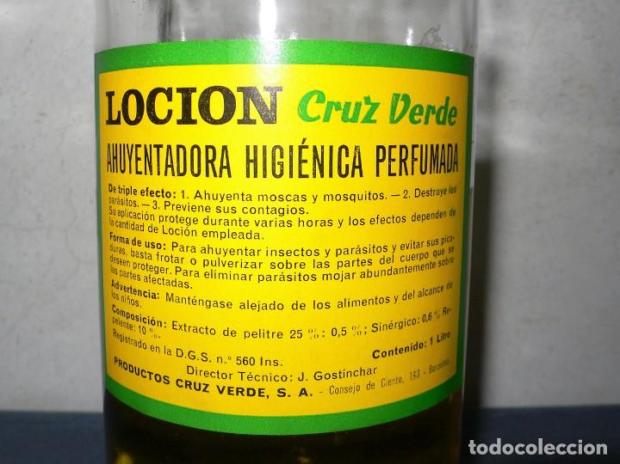 LOCION Cruz Verde
AHUYENTADORA HIGIÉNICA PERFUMADA
De triple efecto: 1. Ahuyenta moscas y mosquitos. — 2. Destruye los
parásitos. — 3. Previene sus contagios.
Su aplicación protege durante varias horas y los efectos dependen de
la cantidad de Loción empleada.
Forma de uso: Para ahuyentar insectos y parásitos y evitar sus pica-
duras, basta frotar o pulverizar sobre las partes del cuerpo que se
deseen proteger. Para eliminar parásitos mojar abundantemente sobre
las partes afectadas.
Advertencia: Manténgase alejado de los alimentos y del alcance de
los niños.
Composición: Extracto de pelitre 25 % : 0,5 % ; Sinérgico: 0,6 % Re-
pelente: 10 %.
Contenido: 1 Litro
Registrado en la D.G.S. n.º 560 Ins.
Director Técnico: J. Gostinchar
PRODUCTOS CRUZ VERDE, S. A. - Consejo de Ciento, 193 - Barcelona
todocoleccion